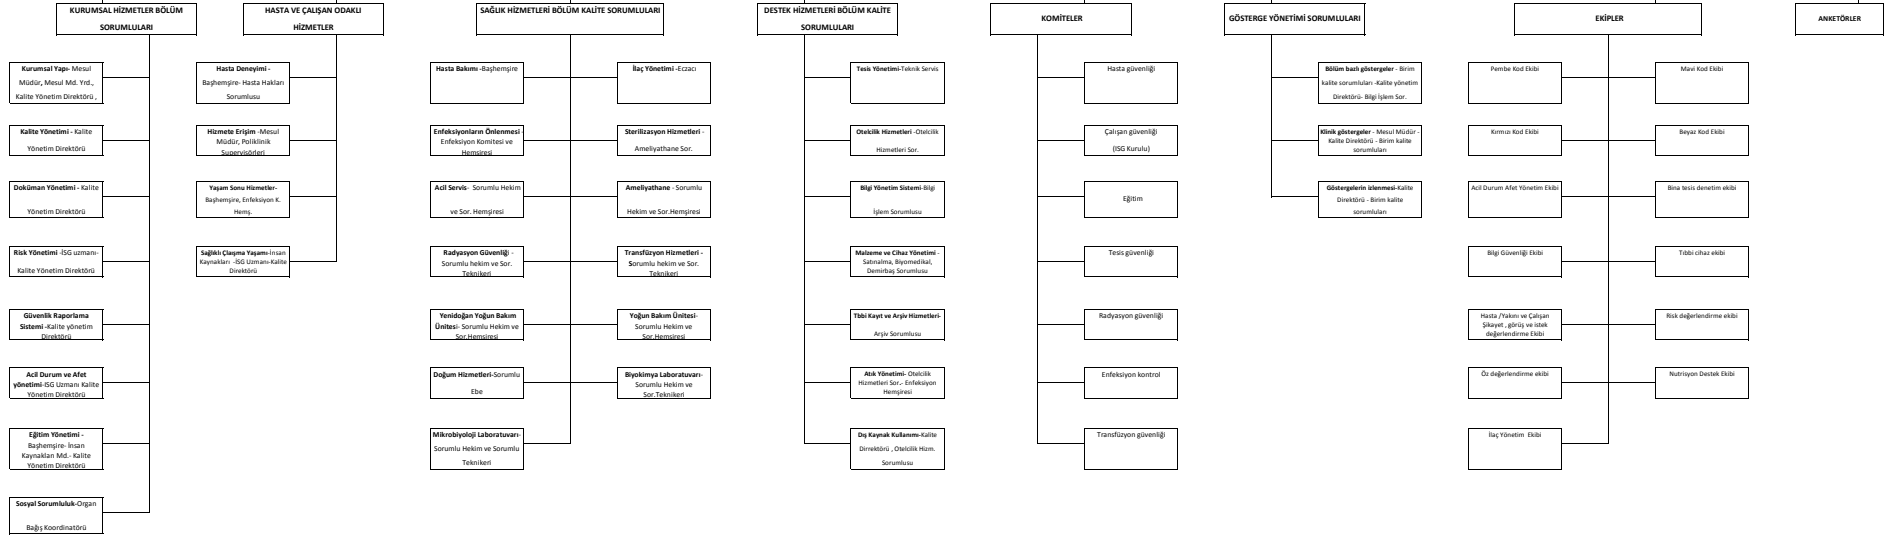 KURUMSAL HİZMETLER BÖLÜM
SORUMLULARI
Kurumsal Yapı- Mesul
Müdür, Mesul Md. Yrd.,
Kalite Yönetim Direktörü ,
Kalite Yönetimi - Kalite
Yönetim Direktörü
Doküman Yönetimi - Kalite
Yönetim Direktörü
Risk Yönetimi -İSG uzmanı-
Kalite Yönetim Direktörü
Güvenlik Raporlama
Sistemi -Kalite yönetim
Direktörü
Acil Durum ve Afet
yönetimi-ISG Uzmanı Kalite
Yönetim Direktörü
Eğitim Yönetimi -
Başhemşire- İnsan
Kaynakları Md.- Kalite
Yönetim Direktörü
Sosyal Sorumluluk-Organ
Bağış Koordinatörü
HASTA VE ÇALIŞAN ODAKLI
HİZMETLER
Hasta Deneyimi -
Başhemşire- Hasta Hakları
Sorumlusu
Hizmete Erişim -Mesul
Müdür, Poliklinik
Supervisörleri
Yaşam Sonu Hizmetler-
Başhemşire, Enfeksiyon K.
Hemş.
Sağlıklı Çlaışma Yaşamı-İnsan
Kaynakları -ISG Uzmanı-Kalite
Direktörü
SAĞLIK HİZMETLERİ BÖLÜM KALİTE SORUMLULARI
Hasta Bakımı -Başhemşire
Enfeksiyonların Önlenmesi -
Enfeksiyon Komitesi ve
Hemşiresi
Acil Servis- Sorumlu Hekim
ve Sor. Hemşiresi
Radyasyon Güvenliği -
Sorumlu hekim ve Sor.
Teknikeri
Yenidoğan Yoğun Bakım
Ünitesi- Sorumlu Hekim ve
Sor.Hemşiresi
Doğum Hizmetleri-Sorumlu
Ebe
Mikrobiyoloji Laboratuvarı-
Sorumlu Hekim ve Sorumlu
Teknikeri
İlaç Yönetimi -Eczacı
Sterilizasyon Hizmetleri -
Ameliyathane Sor.
Ameliyathane - Sorumlu
Hekim ve Sor.Hemşiresi
Transfüzyon Hizmetleri -
Sorumlu hekim ve Sor.
Teknikeri
Yoğun Bakım Ünitesi-
Sorumlu Hekim ve
Sor.Hemşiresi
Biyokimya Laboratuvarı-
Sorumlu Hekim ve
Sor.Teknikeri
DESTEK HİZMETLERİ BÖLÜM KALİTE
SORUMLULARI
Tesis Yönetimi-Teknik Servis
Otelcilik Hizmetleri -Otelcilik
Hizmetleri Sor.
Bilgi Yönetim Sistemi-Bilgi
İşlem Sorumlusu
Malzeme ve Cihaz Yönetimi -
Satınalma, Biyomedikal,
Demirbaş Sorumlusu
Tıbbi Kayıt ve Arşiv Hizmetleri-
Arşiv Sorumlusu
Atık Yönetimi- Otelcilik
Hizmetleri Sor.- Enfeksiyon
Hemşiresi
Dış Kaynak Kullanımı-Kalite
Dirrektörü , Otelcilik Hizm.
Sorumlusu
KOMİTELER
Hasta güvenliği
Çalışan güvenliği
(ISG Kurulu)
Eğitim
Tesis güvenliği
Radyasyon güvenliği
Enfeksiyon kontrol
Transfüzyon güvenliği
GÖSTERGE YÖNETİMİ SORUMLULARI
Bölüm bazlı göstergeler - Birim
kalite sorumluları -Kalite yönetim
Direktörü- Bilgi İşlem Sor.
Klinik göstergeler - Mesul Müdür -
Kalite Direktörü - Birim kalite
sorumluları
Göstergelerin izlenmesi-Kalite
Direktörü - Birim kalite
sorumluları
EKİPLER
Pembe Kod Ekibi
Kırmızı Kod Ekibi
Acil Durum Afet Yönetim Ekibi
Bilgi Güvenliği Ekibi
Hasta /Yakını ve Çalışan
Şikayet , görüş ve istek
değerlendirme Ekibi
Öz değerlendirme ekibi
İlaç Yönetim Ekibi
Mavi Kod Ekibi
Beyaz Kod Ekibi
Bina tesis denetim ekibi
Tıbbi cihaz ekibi
Risk değerlendirme ekibi
Nutrisyon Destek Ekibi
ANKETÖRLER